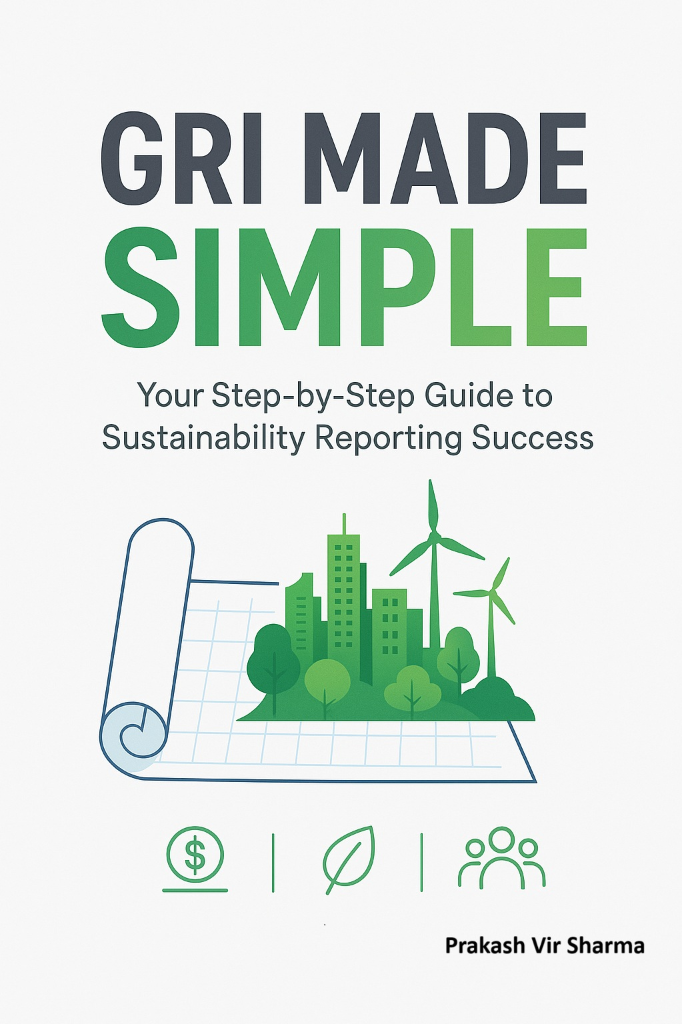 GRI MADE
SIMPLE
Your Step-by-Step Guide to
Sustainability Reporting Success
$
Prakash Vir Sharma